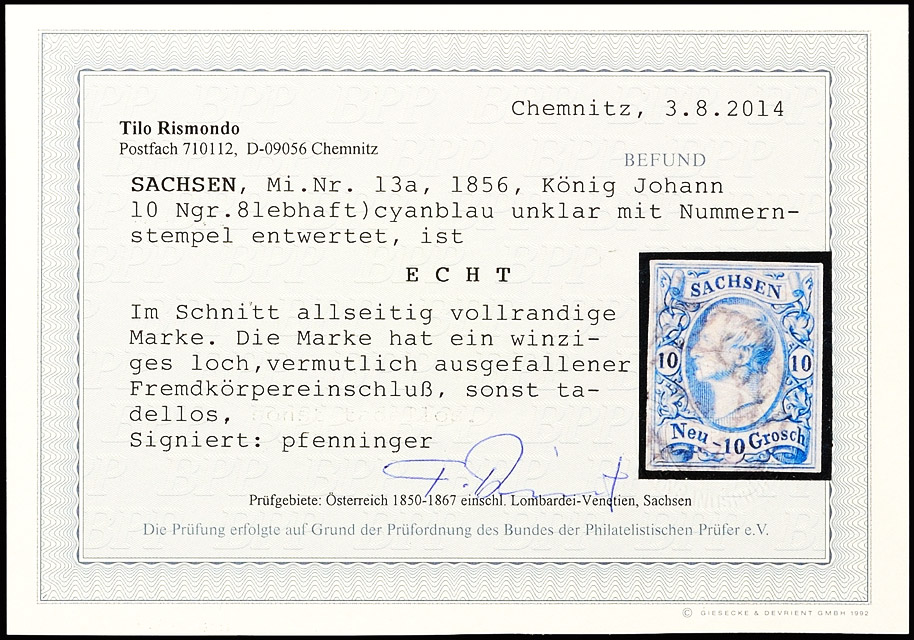 Chemnitz, 3.8.2014
Tilo Rismondo
Postfach 710112, D-09056 Chemnitz
BEFUND
SACHSEN, Mi.Nr. 13a, 1856, König Johann
10 Ngr.8lebhaft)cyanblau unklar mit Nummern-
stempel entwertet, ist
E C H T
Im Schnitt allseitig vollrandige
Marke. Die Marke hat ein winzi-
ges loch,vermutlich ausgefallener
Fremdkörpereinschluß, sonst ta-
dellos,
Signiert: pfenninger
SACHSEN
10 10
Neu - 10 Grosch
Prüfgebiete: Österreich 1850-1867 einschl. Lombardei-Venetien, Sachsen
Die Prüfung erfolgte auf Grund der Prüfordnung des Bundes der Philatelistischen Prüfer e.V.
© GIESECKE & DEVRIENT GMBH 1992